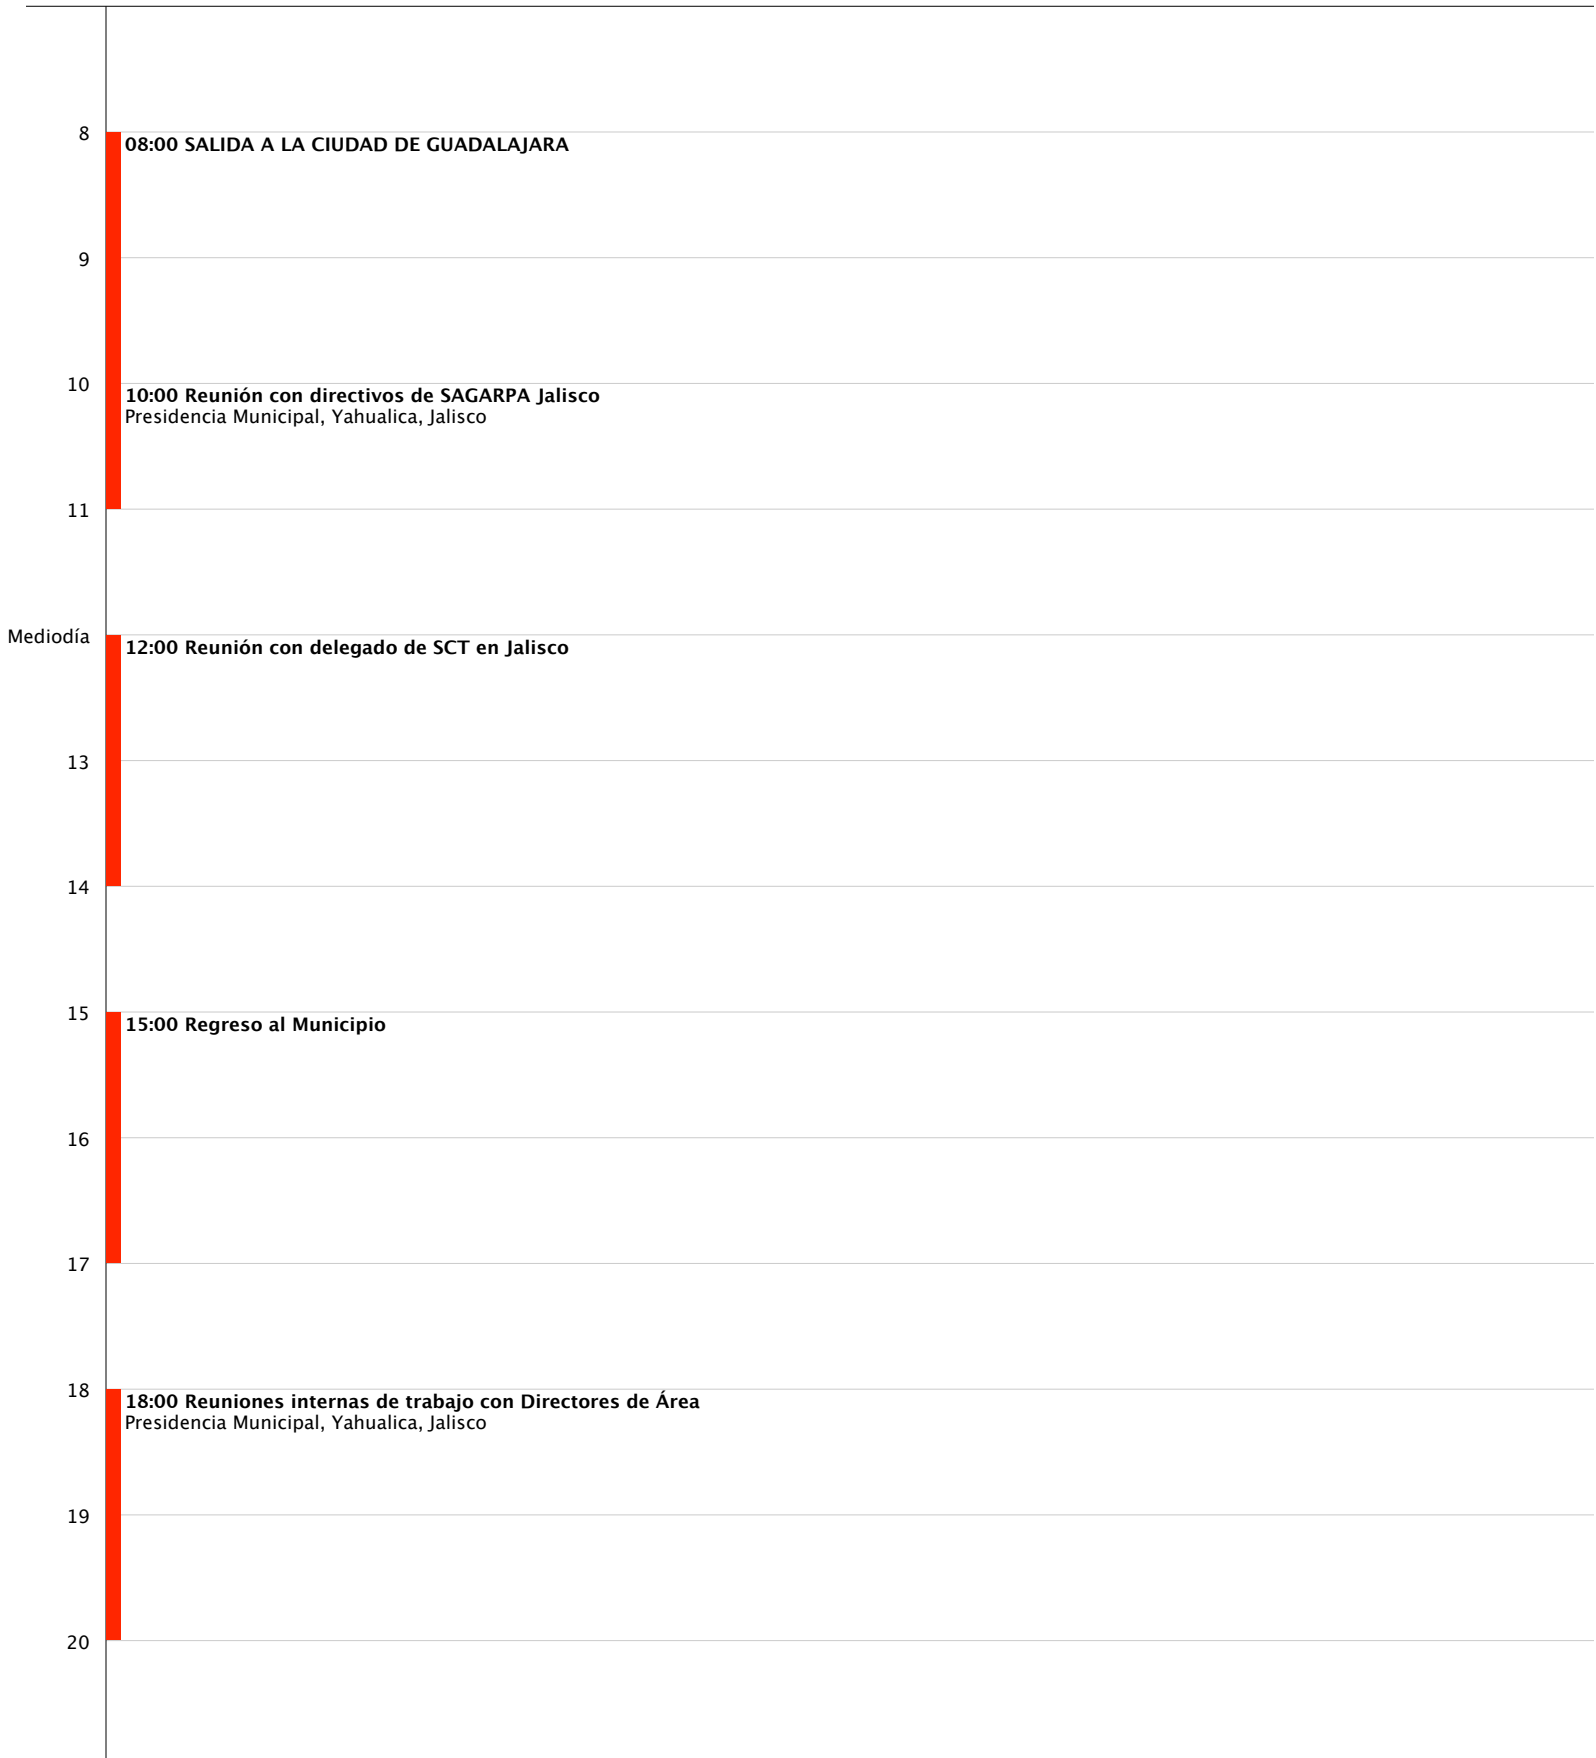 8
08:00 SALIDA A LA CIUDAD DE GUADALAJARA
9
10
10:00 Reunión con directivos de SAGARPA Jalisco
Presidencia Municipal, Yahualica, Jalisco
11
Mediodía
12:00 Reunión con delegado de SCT en Jalisco
13
14
15
15:00 Regreso al Municipio
16
17
18
18:00 Reuniones internas de trabajo con Directores de Área
Presidencia Municipal, Yahualica, Jalisco
19
20